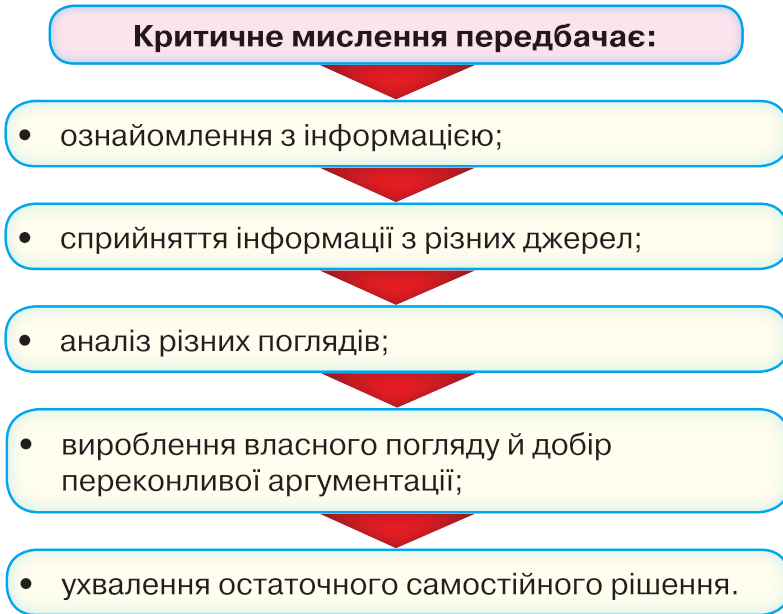 Критичне мислення передбачає:
• ознайомлення з інформацією;
• сприйняття інформації з різних джерел;
• аналіз різних поглядів;
• вироблення власного погляду й добір
переконливої аргументації;
• ухвалення остаточного самостійного рішення.